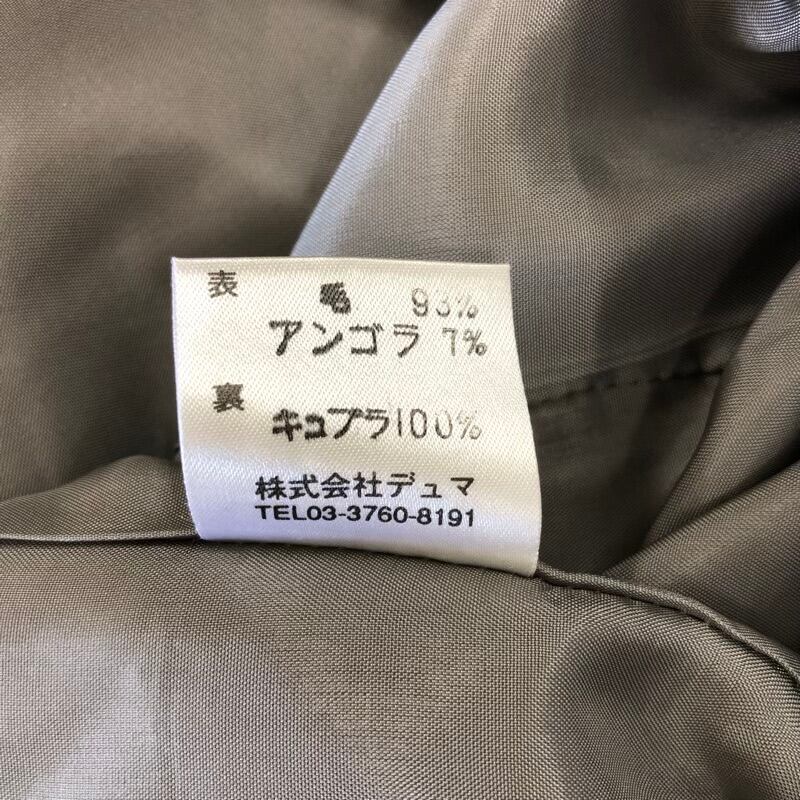 表 毛 93%
アンゴラ 7%
裏 キュプラ100%
株式会社デュマ
TEL03-3760-8191